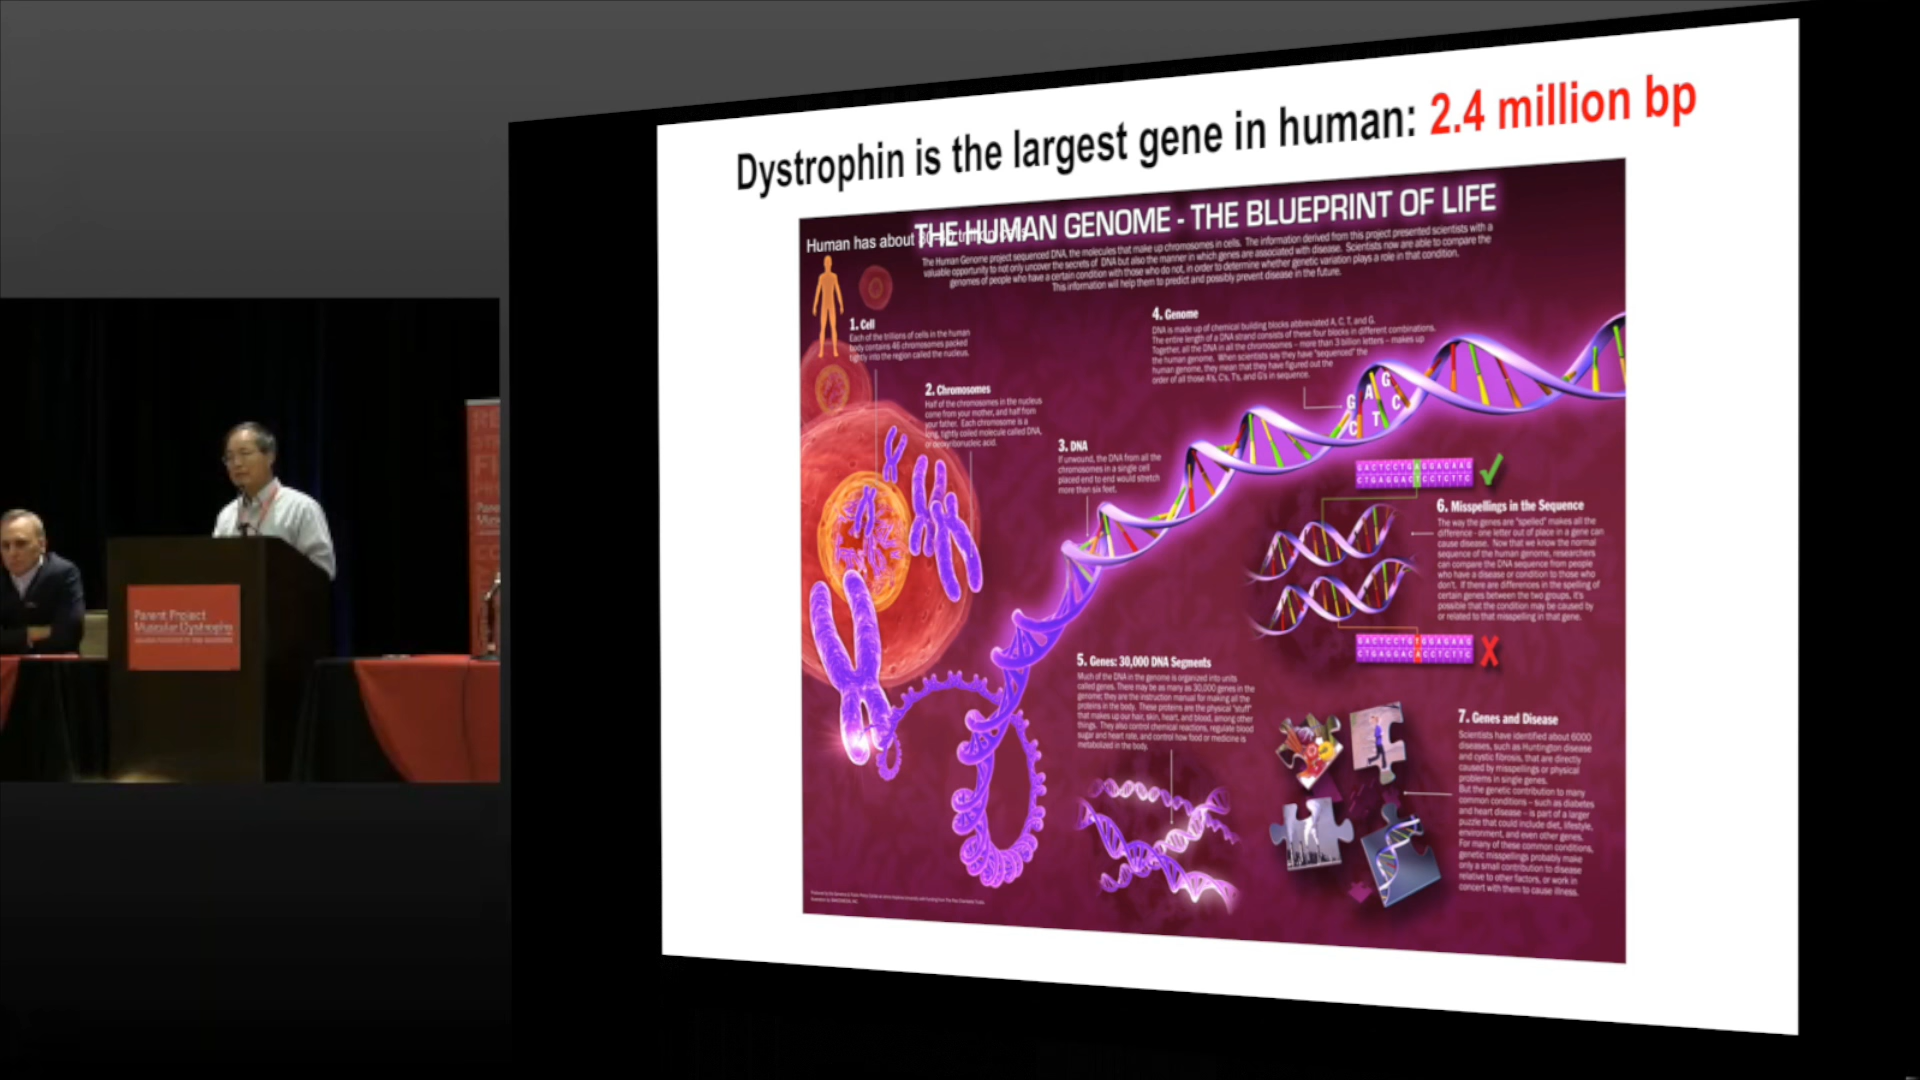 Dystrophin is the largest gene in human: 2.4 million bp
THE HUMAN GENOME - THE BLUEPRINT OF LIFE
Human has about
The Human Genome project sequenced DNA, the molecules that make up chromosomes in cells. The information derived from this project presented scientists with a
valuable opportunity to not only uncover the secrets of DNA but also the manner in which genes are associated with disease. Scientists now are able to compare the
genomes of people who have a certain condition with those who do not, in order to determine whether genetic variation plays a role in that condition.
This information will help them to predict and possibly prevent disease in the future.
1. Cell
Each of the trillions of cells in the human
body contains 46 chromosomes packed
tightly into the region called the nucleus.
2. Chromosomes
Half of the chromosomes in the nucleus
come from your mother, and half from
your father. Each chromosome is a
long, tightly coiled molecule called DNA,
or deoxyribonucleic acid.
3. DNA
If unwound, the DNA from all the
chromosomes in a single cell
placed end to end would stretch
more than six feet.
4. Genome
DNA is made up of chemical building blocks abbreviated A, C, T, and G.
The entire length of a DNA strand consists of these four blocks in different combinations.
Together, all the DNA in all the chromosomes – more than 3 billion letters – makes up
the human genome. When scientists say they have "sequenced" the
human genome, they mean that they have figured out the
order of all those A's, C's, T's, and G's in sequence.
G A G
C T C
GACTCCTGAGGAGAAG
CTGAGGACTCCTCTTC
6. Misspellings in the Sequence
The way the genes are "spelled" makes all the
difference - one letter out of place in a gene can
cause disease. Now that we know the normal
sequence of the human genome, researchers
can compare the DNA sequence from people
who have a disease or condition to those who
don't. If there are differences in the spelling of
certain genes between the two groups, it's
possible that the condition may be caused by
or related to that misspelling in that gene.
GACTCCTGTGGAGAAG
CTGAGGACACCTCTTC
5. Genes: 30,000 DNA Segments
Much of the DNA in the genome is organized into units
called genes. There may be as many as 30,000 genes in the
genome; they are the instruction manual for making all the
proteins in the body. These proteins are the physical "stuff"
that makes up our hair, skin, heart, and blood, among other
things. They also control chemical reactions, regulate blood
sugar and heart rate, and control how food or medicine is
metabolized in the body.
7. Genes and Disease
Scientists have identified about 6000
diseases, such as Huntington disease
and cystic fibrosis, that are directly
caused by misspellings or physical
problems in single genes.
But the genetic contribution to many
common conditions – such as diabetes
and heart disease – is part of a larger
puzzle that could include diet, lifestyle,
environment, and even other genes.
For many of these common conditions,
genetic misspellings probably make
only a small contribution to disease
relative to other factors, or work in
concert with them to cause illness.
Parent Project
Muscular Dystrophy